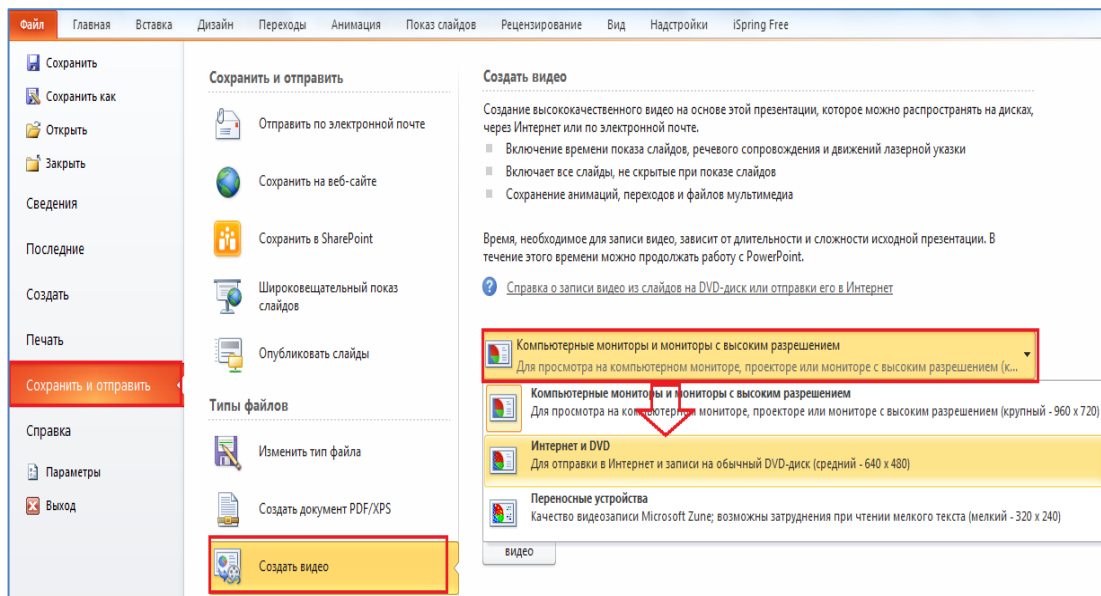 Файл Главная Вставка Дизайн Переходы Анимация Показ слайдов Рецензирование Вид Надстройки iSpring Free
Сохранить
Сохранить как
Открыть
Закрыть
Сведения
Последние
Создать
Печать
Сохранить и отправить
Справка
Параметры
Выход
Сохранить и отправить
Отправить по электронной почте
Сохранить на веб-сайте
Сохранить в SharePoint
Широковещательный показ
слайдов
Опубликовать слайды
Типы файлов
Изменить тип файла
Создать документ PDF/XPS
Создать видео
Создать видео
Создание высококачественного видео на основе этой презентации, которое можно распространять на дисках,
через Интернет или по электронной почте.
Включение времени показа слайдов, речевого сопровождения и движений лазерной указки
Включает все слайды, не скрытые при показе слайдов
Сохранение анимаций, переходов и файлов мультимедиа
Время, необходимое для записи видео, зависит от длительности и сложности исходной презентации. В
течение этого времени можно продолжать работу с PowerPoint.
Справка о записи видео из слайдов на DVD-диск или отправки его в Интернет
Компьютерные мониторы и мониторы с высоким разрешением
Для просмотра на компьютерном мониторе, проекторе или мониторе с высоким разрешением (к...
Компьютерные мониторы и мониторы с высоким разрешением
Для просмотра на компьютерном мониторе, проекторе или мониторе с высоким разрешением (крупный - 960 x 720)
Интернет и DVD
Для отправки в Интернет и записи на обычный DVD-диск (средний - 640 x 480)
Переносные устройства
Качество видеозаписи Microsoft Zune; возможны затруднения при чтении мелкого текста (мелкий - 320 x 240)
видео